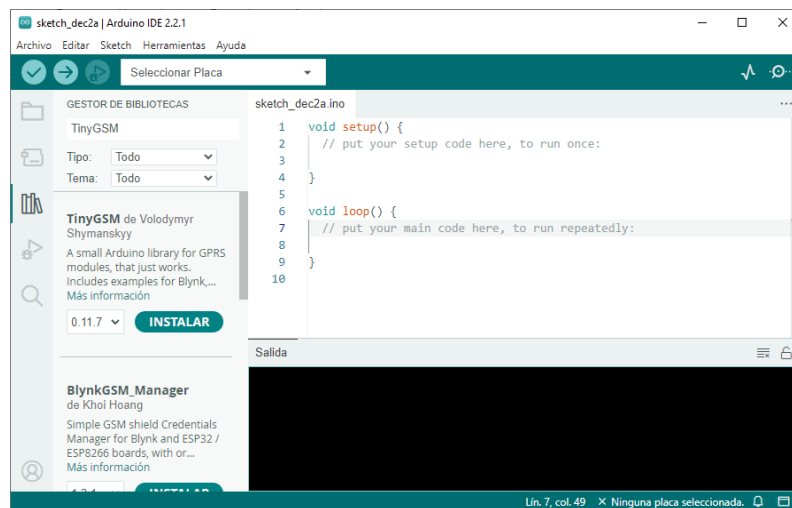 sketch_dec2a | Arduino IDE 2.2.1
Archivo Editar Sketch Herramientas Ayuda
Seleccionar Placa
GESTOR DE BIBLIOTECAS
TinyGSM
Tipo: Todo
Tema: Todo
TinyGSM de Volodymyr
Shymanskyy
A small Arduino library for GPRS
modules, that just works.
Includes examples for Blynk,...
Más información
0.11.7 INSTALAR
BlynkGSM_Manager
de Khoi Hoang
Simple GSM shield Credentials
Manager for Blynk and ESP32 /
ESP8266 boards, with or...
Más información
INSTALAR
sketch_dec2a.ino
1 void setup() {
2 // put your setup code here, to run once:
3
4 }
5
6 void loop() {
7 // put your main code here, to run repeatedly:
8
9 }
10
Salida
Lín. 7, col. 49 × Ninguna placa seleccionada.